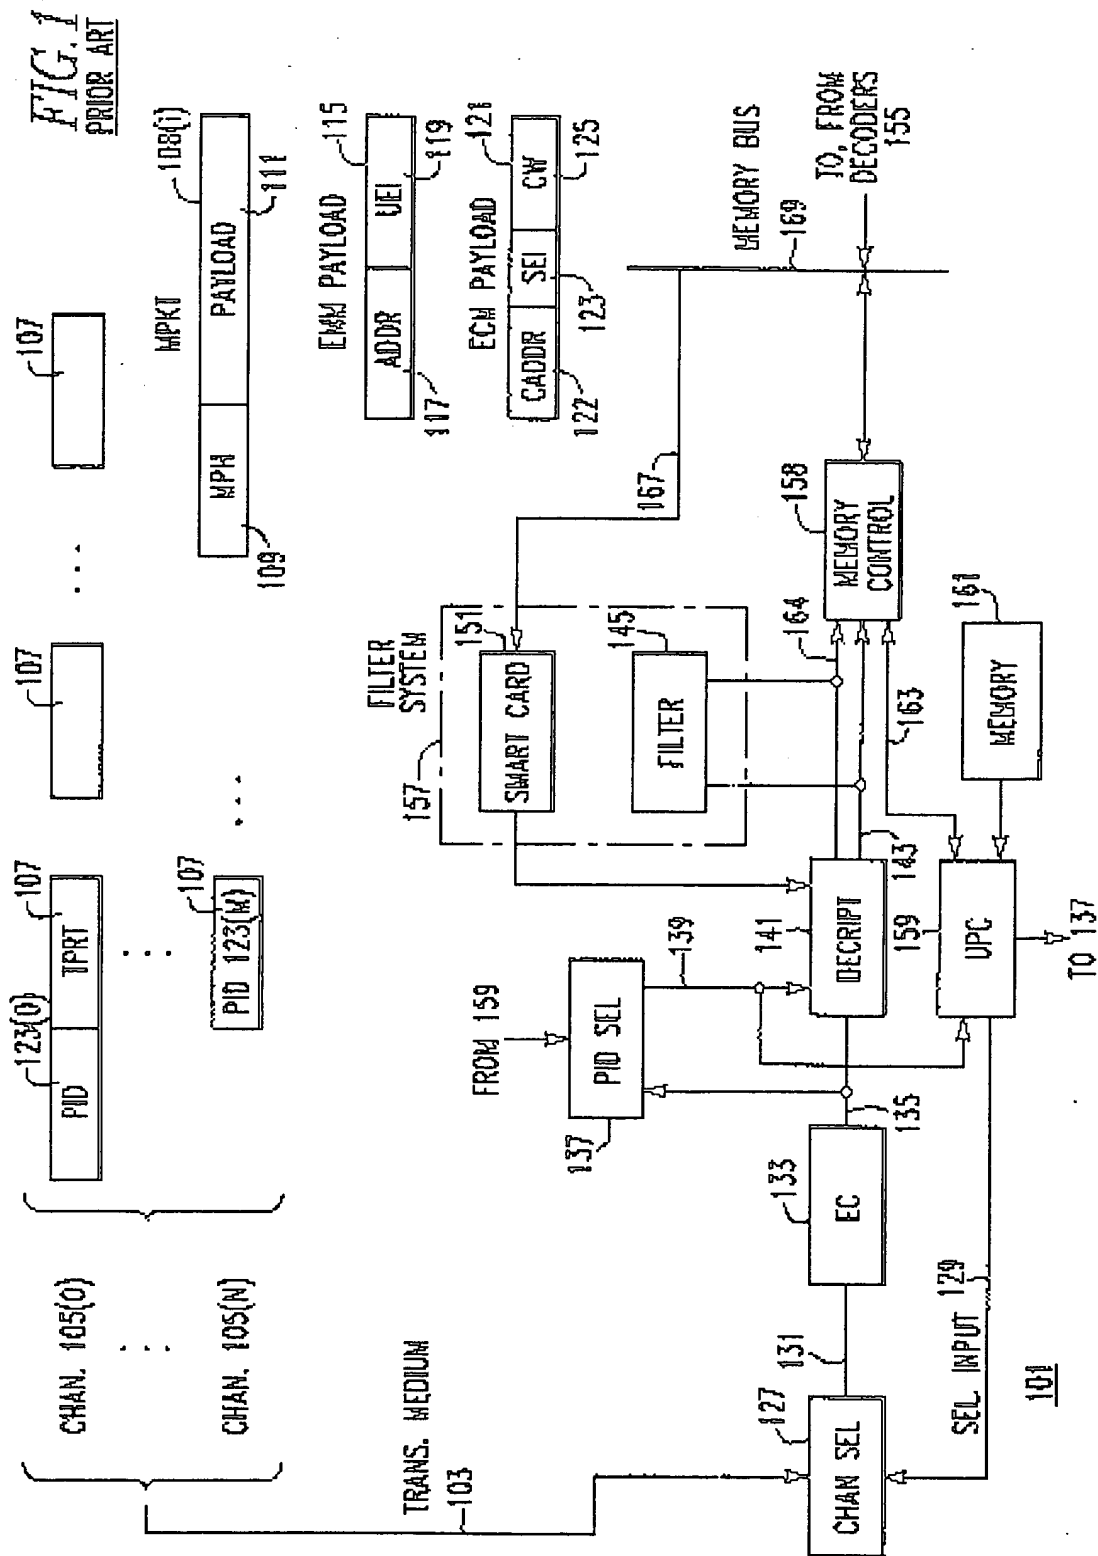 FIG. 1
PRIOR ART
107
107
107
123(0)
PID
TPRT
107
PID 123(M)
CHAN. 105(0)
CHAN. 105(N)
MPKT
108(i)
MPH
PAYLOAD
109
111
EMM PAYLOAD
115
ADDR
UEI
117
119
ECM PAYLOAD
121
CADDR
SEI
CW
122
123
125
TRANS. MEDIUM
103
FILTER
SYSTEM
157
151
SMART CARD
145
FILTER
167
MEMORY BUS
169
TO, FROM
DECODERS
155
FROM 159
PID SEL
137
139
127
CHAN SEL
131
133
EC
135
141
DECRIPT
143
164
158
MEMORY
CONTROL
163
SEL INPUT 129
159
UPC
TO 137
161
MEMORY
101